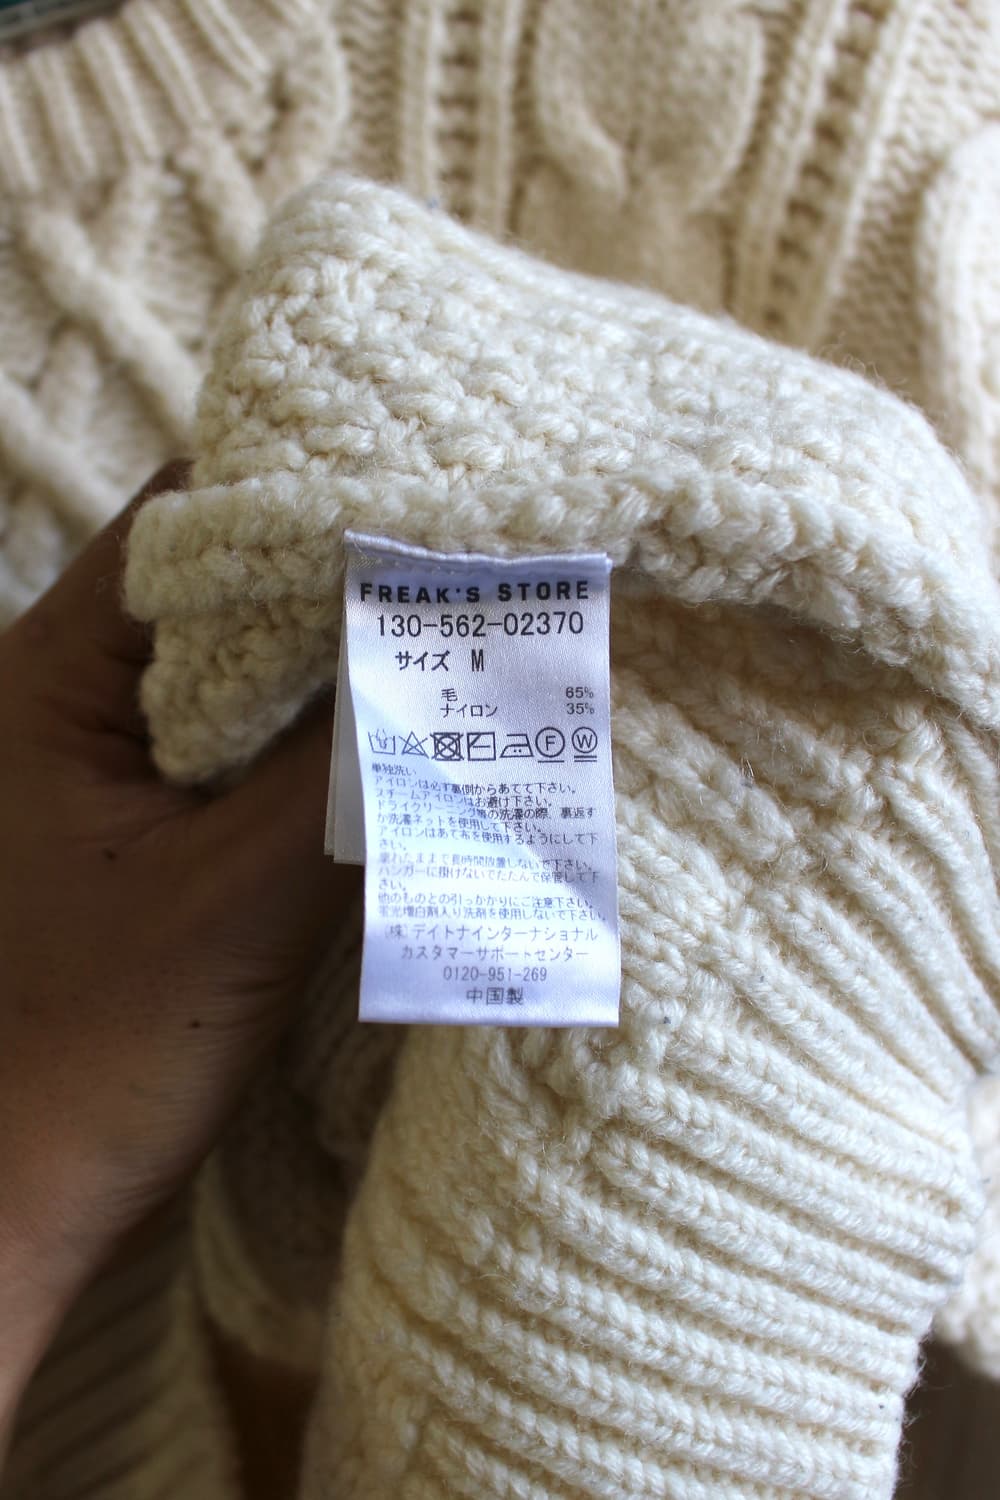 FREAK'S STORE
130-562-02370
サイズ M
毛 65%
ナイロン 35%
F W
単独洗い
アイロンは必ず裏側からあてて下さい。
スチームアイロンはお避け下さい。
ドライクリーニング等の洗濯の際、裏返す
か洗濯ネットを使用して下さい。
アイロンはあて布を使用するようにして下
さい。
濡れたままで長時間放置しないで下さい。
ハンガーに掛けないでたたんで保管して下
さい。
他のものとの引っかかりにご注意下さい。
蛍光増白剤入り洗剤を使用しないで下さい。
(株)デイトナインターナショナル
カスタマーサポートセンター
0120-951-269
中国製